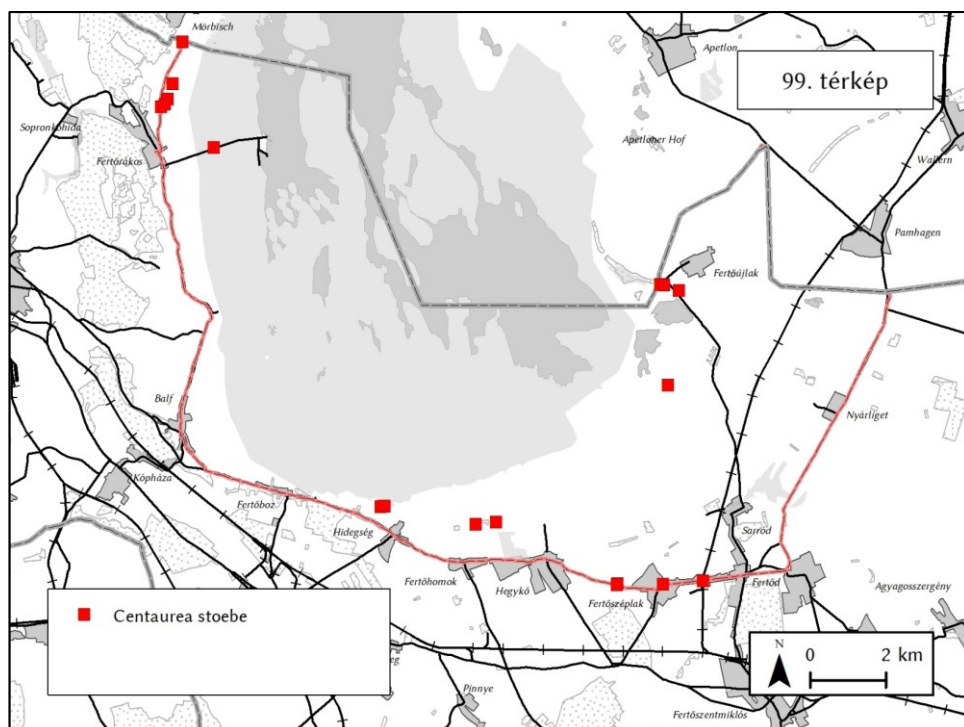 Mörbisch
Apetlon
99. térkép
Sopronkőhida
Apetloner Hof
Wallern
Fertőrákos
Pamhagen
Fertőújlak
Balf
Nyárliget
Kópháza
Fertőboz
Hidegség
Sarród
Fertőhomok
Hegykő
Fertőszéplak
Fertőd
Agyagosszergény
Centaurea stoebe
N
0 2 km
Pinnye
Fertőszentmiklós